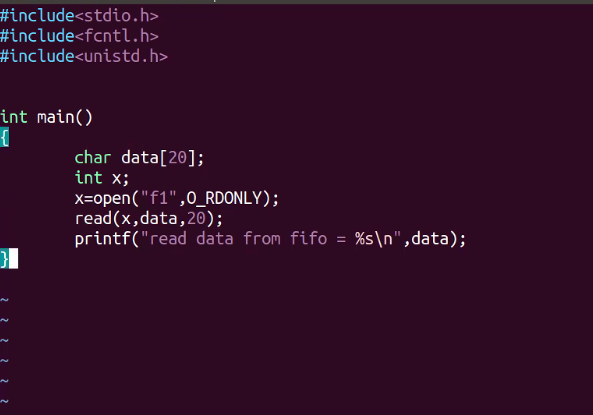 #include<stdio.h>
#include<fcntl.h>
#include<unistd.h>
int main()
{
char data[20];
int x;
x=open("f1",O_RDONLY);
read(x,data,20);
printf("read data from fifo = %s\n",data);
}
~
~
~
~
~
~